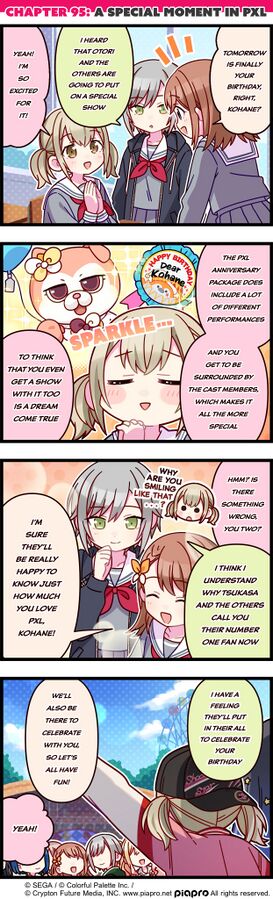 CHAPTER 95: A SPECIAL MOMENT IN PXL
YEAH!
I'M
SO
EXCITED
FOR
IT!
I HEARD
THAT OTORI
AND THE
OTHERS ARE
GOING TO PUT
ON A SPECIAL
SHOW
TOMORROW
IS FINALLY
YOUR
BIRTHDAY,
RIGHT,
KOHANE?
HAPPY BIRTHDAY
Dear
Kohane
SPARKLE...
THE PXL
ANNIVERSARY
PACKAGE DOES
INCLUDE A LOT
OF DIFFERENT
PERFORMANCES
AND YOU
GET TO BE
SURROUNDED BY
THE CAST MEMBERS,
WHICH MAKES IT
ALL THE MORE
SPECIAL
TO THINK
THAT YOU EVEN
GET A SHOW
WITH IT TOO
IS A DREAM
COME TRUE
WHY
ARE YOU
SMILING
LIKE THAT
...?
HMM? IS
THERE
SOMETHING
WRONG,
YOU TWO?
I'M
SURE
THEY'LL
BE REALLY
HAPPY TO
KNOW JUST
HOW MUCH
YOU LOVE
PXL,
KOHANE!
I THINK I
UNDERSTAND
WHY TSUKASA
AND THE OTHERS
CALL YOU
THEIR NUMBER
ONE FAN NOW
WE'LL
ALSO BE
THERE TO
CELEBRATE
WITH YOU,
SO LET'S
ALL HAVE
FUN!
I HAVE A
FEELING
THEY'LL PUT
IN THEIR ALL
TO CELEBRATE
YOUR
BIRTHDAY
YEAH!
© SEGA / © Colorful Palette Inc. /
© Crypton Future Media, INC. www.piapro.net piapro All rights reserved.